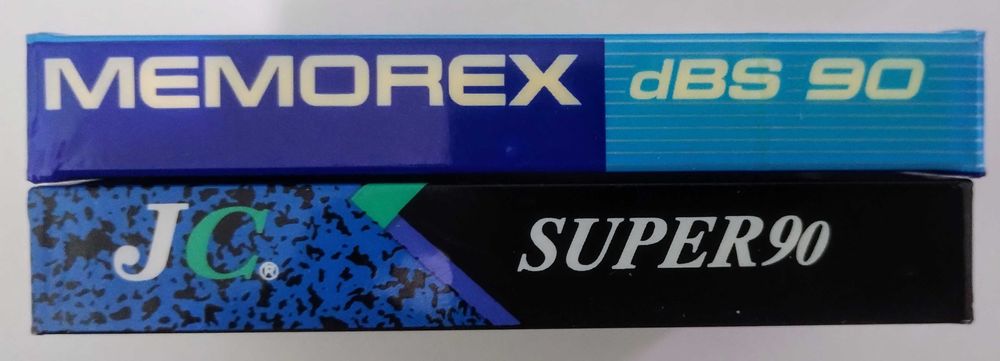 MEMOREX dBS 90
JC® SUPER90